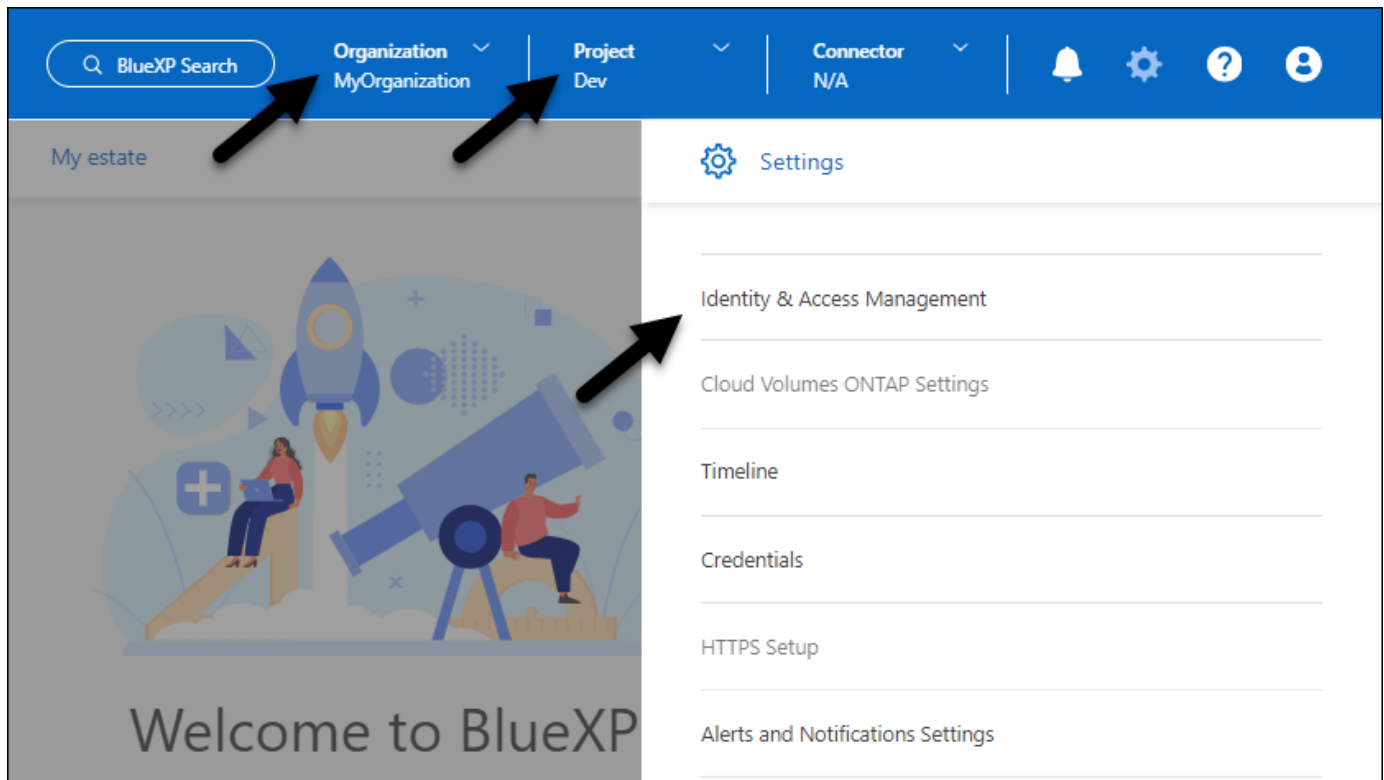 BlueXP Search
Organization
MyOrganization
Project
Dev
Connector
N/A
My estate
Settings
Identity & Access Management
Cloud Volumes ONTAP Settings
Timeline
Credentials
HTTPS Setup
Alerts and Notifications Settings
Welcome to BlueXP